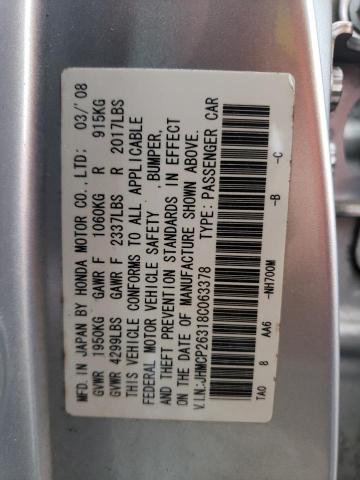 MFD.IN JAPAN BY HONDA MOTOR CO.,LTD; 03/'08
GVWR 1950KG GAWR F 1060KG R 915KG
GVWR 4299LBS GAWR F 2337LBS R 2017LBS
THIS VEHICLE CONFORMS TO ALL APPLICABLE
FEDERAL MOTOR VEHICLE SAFETY ,BUMPER,
THEFT PREVENTION STANDARDS IN EFFECT
ON THE DATE OF MANUFACTURE SHOWN ABOVE.
V.I.N:JHMCP26318C063378 TYPE: PASSENGER CAR
TA0 8 AA6 -NH700M -B -C